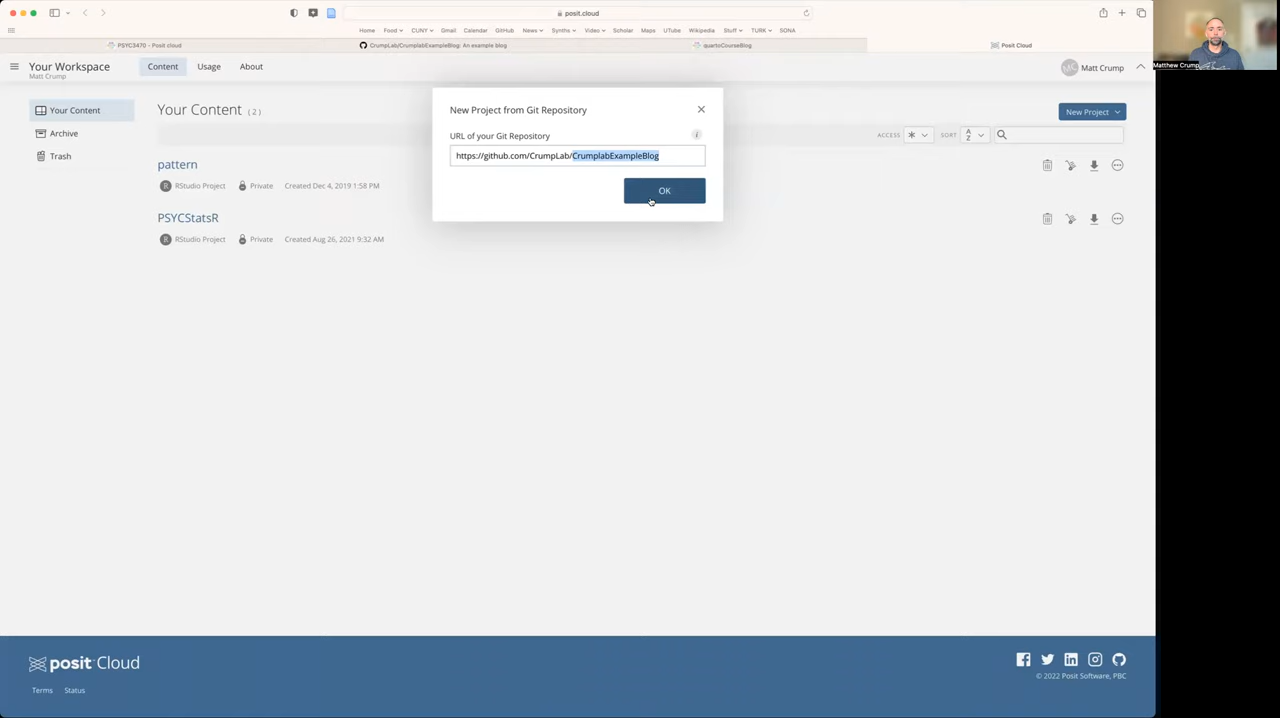 posit.cloud
Home Food CUNY Gmail Calendar GitHub News Synths Video Scholar Maps UTube Wikipedia Stuff TURK SONA
PSYC3470 - Posit cloud
CrumpLab/CrumplabExampleBlog: An example blog
quartoCourseBlog
Posit Cloud
Matthew Crump
Your Workspace
Matt Crump
Content Usage About
MC Matt Crump
Your Content
Archive
Trash
Your Content ( 2 )
New Project
ACCESS
SORT
A
Z
New Project from Git Repository
URL of your Git Repository
i
https://github.com/CrumpLab/CrumplabExampleBlog
OK
pattern
R RStudio Project Private Created Dec 4, 2019 1:58 PM
PSYCStatsR
R RStudio Project Private Created Aug 26, 2021 9:32 AM
posit Cloud
Terms Status
© 2022 Posit Software, PBC